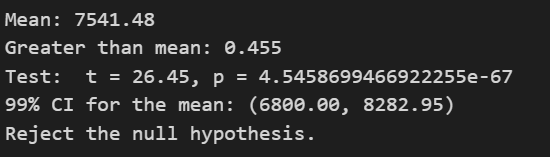 Mean: 7541.48
Greater than mean: 0.455
Test:  t = 26.45, p = 4.5458699466922255e-67
99% CI for the mean: (6800.00, 8282.95)
Reject the null hypothesis.